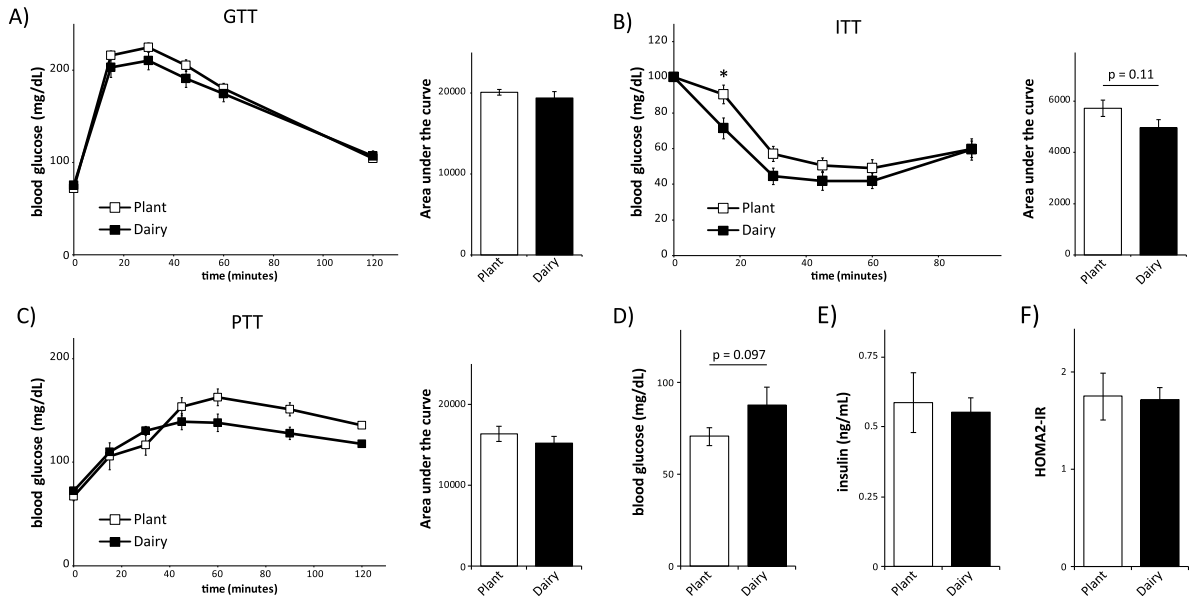 A)
GTT
blood glucose (mg/dL)
200
100
0
Plant
Dairy
0 20 40 60 80 100 120
time (minutes)
Area under the curve
20000
10000
0
Plant Dairy
B)
ITT
blood glucose (mg/dL)
120
100
80
60
40
20
0
*
Plant
Dairy
0 20 40 60 80
time (minutes)
Area under the curve
p = 0.11
6000
4000
2000
0
Plant Dairy
C)
PTT
blood glucose (mg/dL)
200
100
0
Plant
Dairy
0 20 40 60 80 100 120
time (minutes)
Area under the curve
20000
10000
0
Plant Dairy
D)
blood glucose (mg/dL)
p = 0.097
100
50
0
Plant Dairy
E)
insulin (ng/mL)
0.75
0.5
0.25
0
Plant Dairy
F)
HOMA2-IR
2
1
0
Plant Dairy